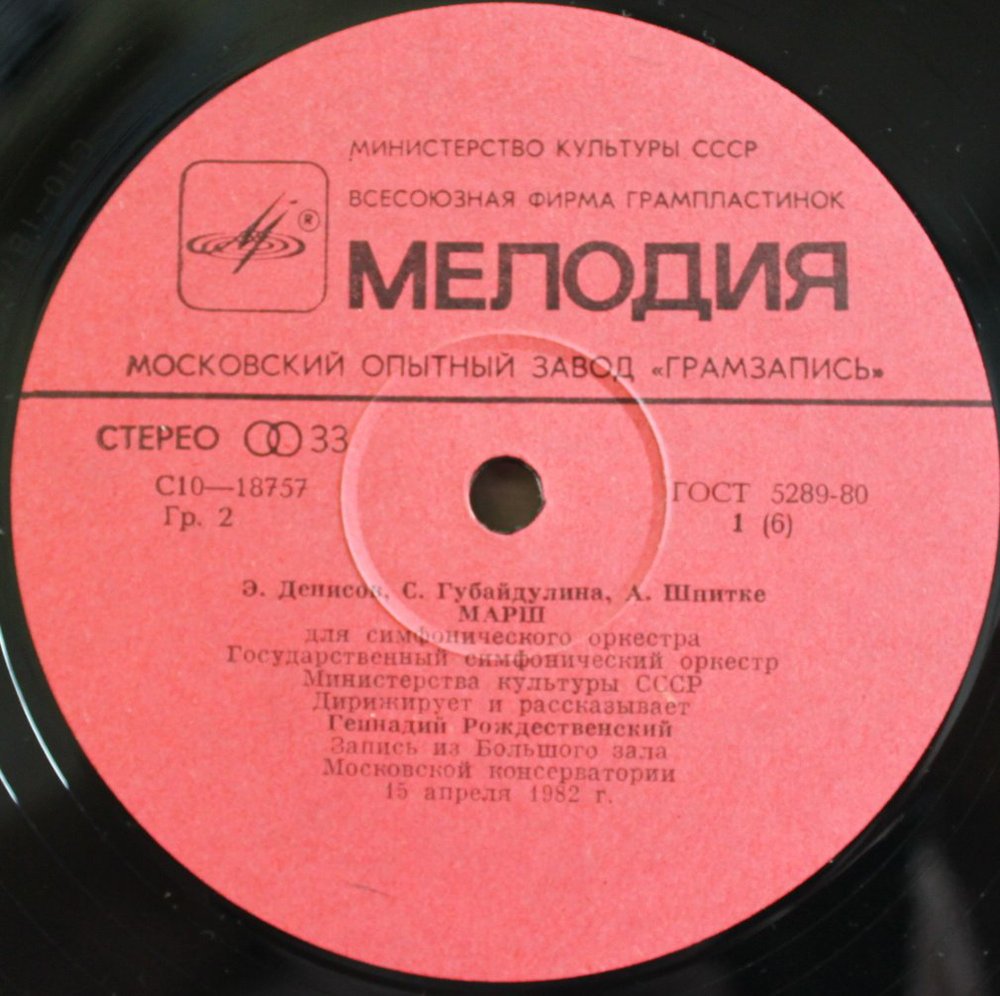 МИНИСТЕРСТВО КУЛЬТУРЫ СССР
ВСЕСОЮЗНАЯ ФИРМА ГРАМПЛАСТИНОК
®
МЕЛОДИЯ
МОСКОВСКИЙ ОПЫТНЫЙ ЗАВОД «ГРАМЗАПИСЬ»
СТЕРЕО 33
С10—18757
ГОСТ 5289-80
Гр. 2
1 (6)
Э. Денисов, С. Губайдулина, А. Шнитке
МАРШ
для симфонического оркестра
Государственный симфонический оркестр
Министерства культуры СССР
Дирижирует и рассказывает
Геннадий Рождественский
Запись из Большого зала
Московской консерватории
15 апреля 1982 г.